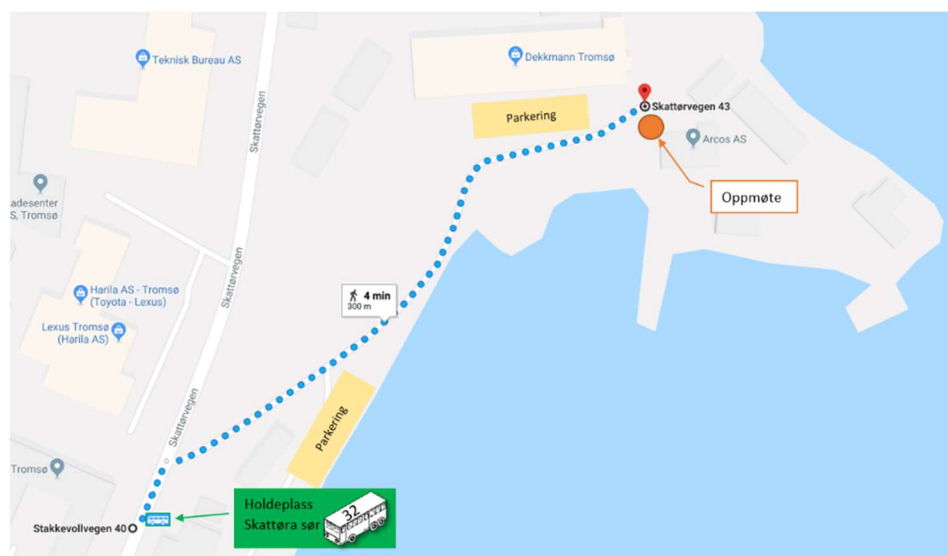 Teknisk Bureau AS
Dekkmann Tromsø
Skattørvegen
Parkering
Skattørvegen 43
Arcos AS
Oppmøte
adesenter
S, Tromsø
Skattørvegen
Harila AS - Tromsø
(Toyota - Lexus)
4 min
300 m
Lexus Tromsø
(Harila AS)
Skattørvegen
Parkering
Tromsø
Stakkevollvegen 40
Holdeplass
Skattøra sør
32